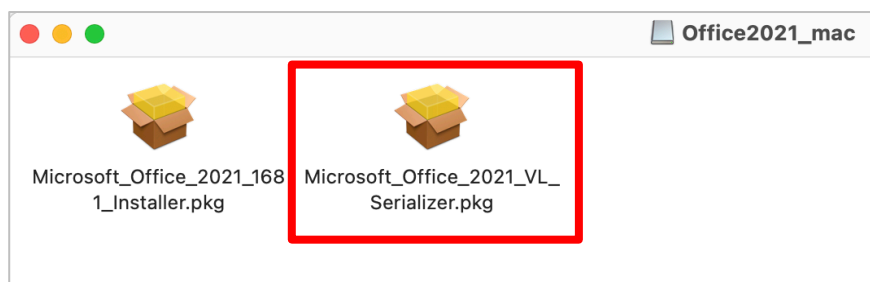 Office2021_mac
Microsoft_Office_2021_168
1_Installer.pkg
Microsoft_Office_2021_VL_
Serializer.pkg